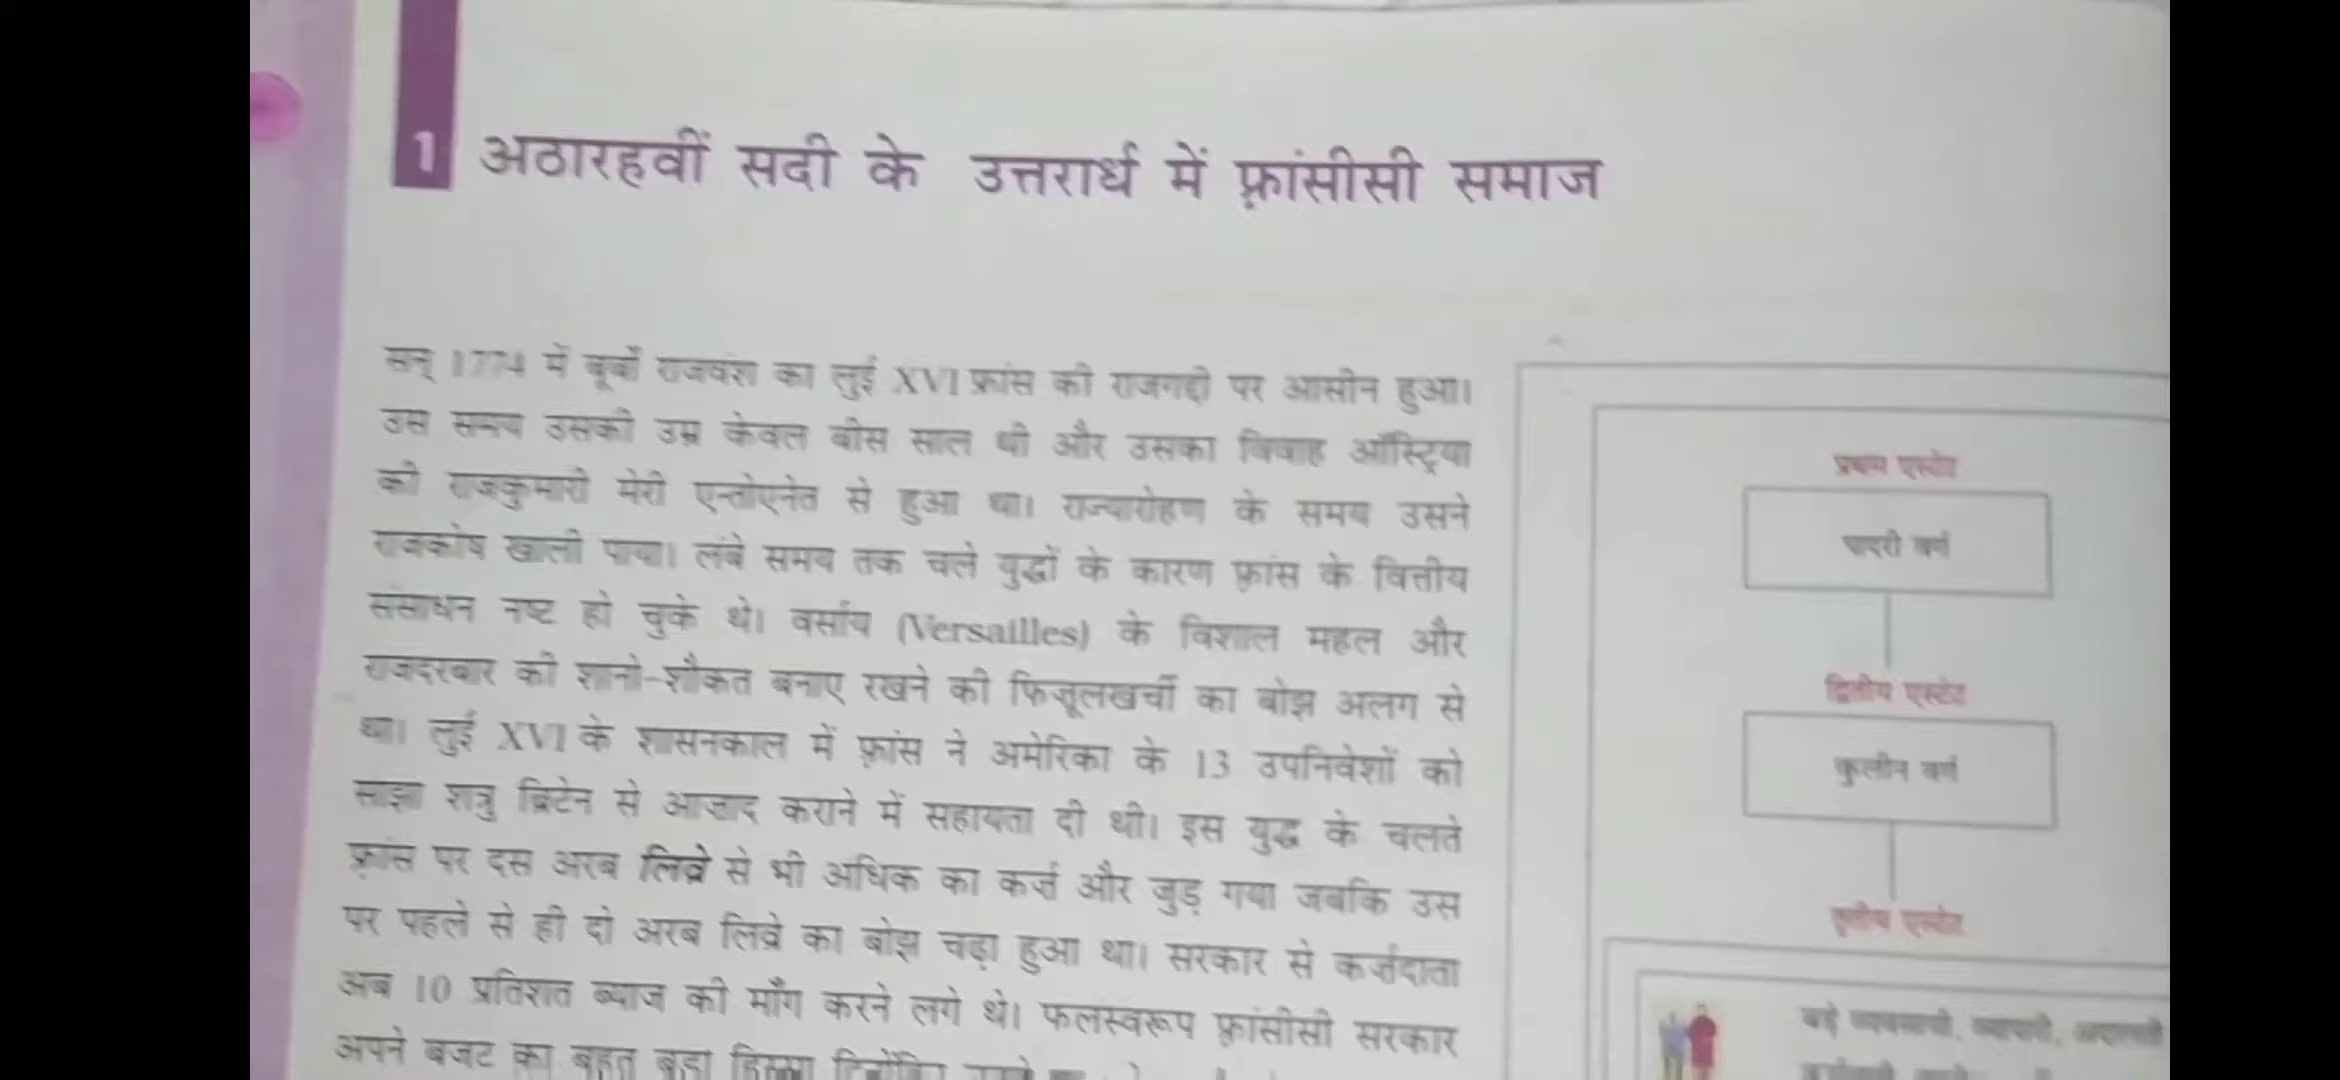 1 अठारहवीं सदी के उत्तरार्ध में फ़्रांसीसी समाज
सन् 1774 में बूर्बों राजवंश का लुई XVI फ़्रांस की राजगद्दी पर आसीन हुआ।
उस समय उसकी उम्र केवल बीस साल थी और उसका विवाह ऑस्ट्रिया
की राजकुमारी मेरी एन्तोएनेत से हुआ था। राज्यारोहण के समय उसने
राजकोष खाली पाया। लंबे समय तक चले युद्धों के कारण फ़्रांस के वित्तीय
संसाधन नष्ट हो चुके थे। वर्साय (Versailles) के विशाल महल और
राजदरबार की शानो-शौकत बनाए रखने की फिज़ूलखर्ची का बोझ अलग से
था। लुई XVI के शासनकाल में फ़्रांस ने अमेरिका के 13 उपनिवेशों को
साझा शत्रु ब्रिटेन से आज़ाद कराने में सहायता दी थी। इस युद्ध के चलते
फ़्रांस पर दस अरब लिव्रे से भी अधिक का कर्ज़ और जुड़ गया जबकि उस
पर पहले से ही दो अरब लिव्रे का बोझ चढ़ा हुआ था। सरकार से कर्ज़दाता
अब 10 प्रतिशत ब्याज की माँग करने लगे थे। फलस्वरूप फ़्रांसीसी सरकार
अपने बजट का बहुत बड़ा हिस्सा
प्रथम एस्टेट
पादरी वर्ग
द्वितीय एस्टेट
कुलीन वर्ग
तृतीय एस्टेट